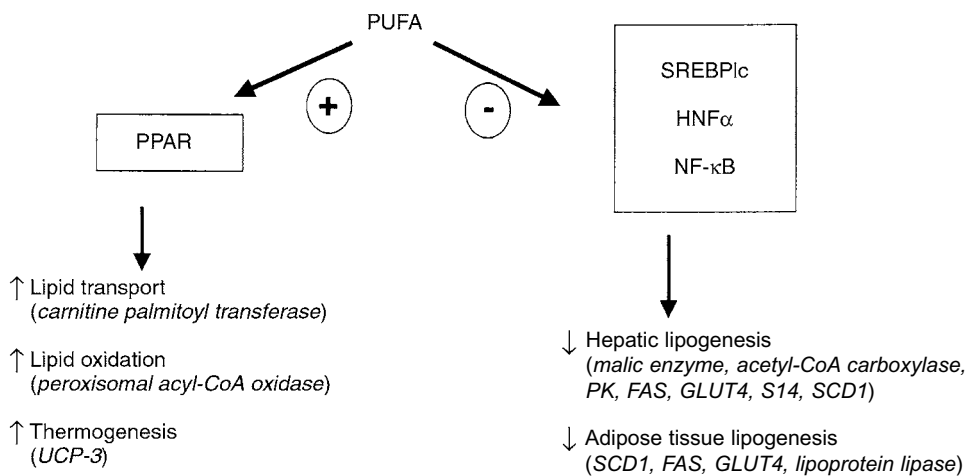 PUFA
+
-
PPAR
SREBPIc
HNFα
NF-κB
↑ Lipid transport
(carnitine palmitoyl transferase)
↑ Lipid oxidation
(peroxisomal acyl-CoA oxidase)
↑ Thermogenesis
(UCP-3)
↓ Hepatic lipogenesis
(malic enzyme, acetyl-CoA carboxylase,
PK, FAS, GLUT4, S14, SCD1)
↓ Adipose tissue lipogenesis
(SCD1, FAS, GLUT4, lipoprotein lipase)